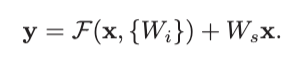 y = F(x, {W_i}) + W_s x.